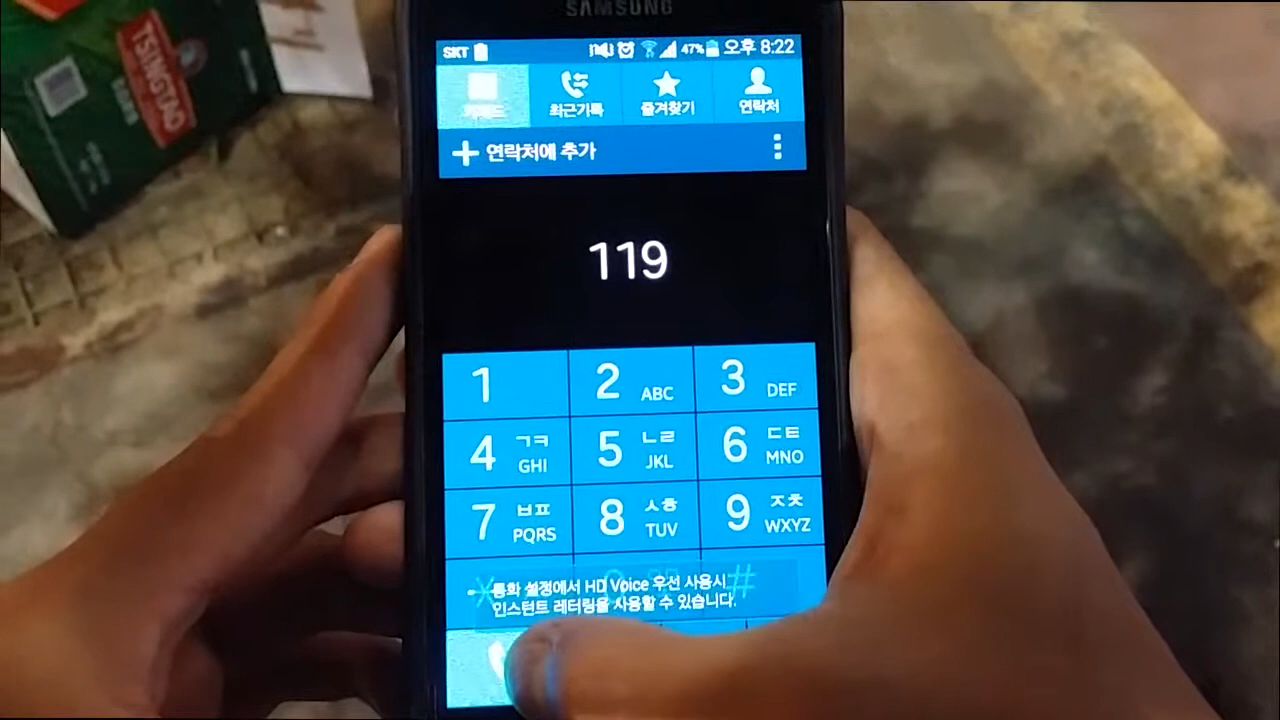 SAMSUNG
TSINGTAO
SKT 47% 오후 8:22
키패드 최근기록 즐겨찾기 연락처
연락처에 추가
119
1 2 ABC 3 DEF
4 ㄱㅋ GHI 5 ㄴㄹ JKL 6 ㄷㅌ MNO
7 ㅂㅍ PQRS 8 ㅅㅎ TUV 9 ㅈㅊ WXYZ
#
통화 설정에서 HD Voice 우선 사용시
인스턴트 레터링을 사용할 수 있습니다.